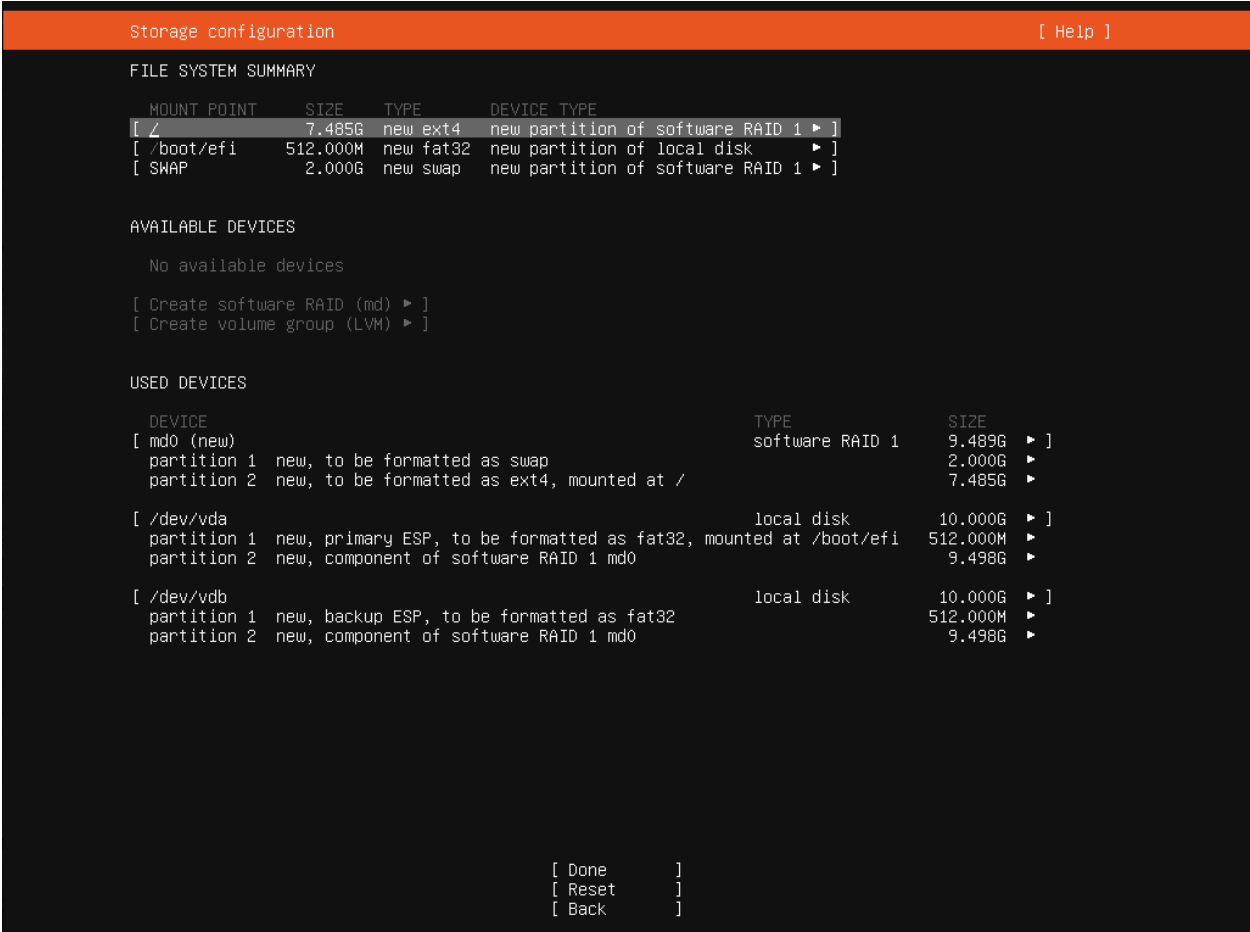 Storage configuration [ Help ]
FILE SYSTEM SUMMARY
MOUNT POINT SIZE TYPE DEVICE TYPE
[ / 7.485G new ext4 new partition of software RAID 1 ▸ ]
[ /boot/efi 512.000M new fat32 new partition of local disk ▸ ]
[ SWAP 2.000G new swap new partition of software RAID 1 ▸ ]
AVAILABLE DEVICES
No available devices
[ Create software RAID (md) ▸ ]
[ Create volume group (LVM) ▸ ]
USED DEVICES
DEVICE TYPE SIZE
[ md0 (new) software RAID 1 9.489G ▸ ]
partition 1 new, to be formatted as swap 2.000G ▸
partition 2 new, to be formatted as ext4, mounted at / 7.485G ▸
[ /dev/vda local disk 10.000G ▸ ]
partition 1 new, primary ESP, to be formatted as fat32, mounted at /boot/efi 512.000M ▸
partition 2 new, component of software RAID 1 md0 9.498G ▸
[ /dev/vdb local disk 10.000G ▸ ]
partition 1 new, backup ESP, to be formatted as fat32 512.000M ▸
partition 2 new, component of software RAID 1 md0 9.498G ▸
[ Done ]
[ Reset ]
[ Back ]